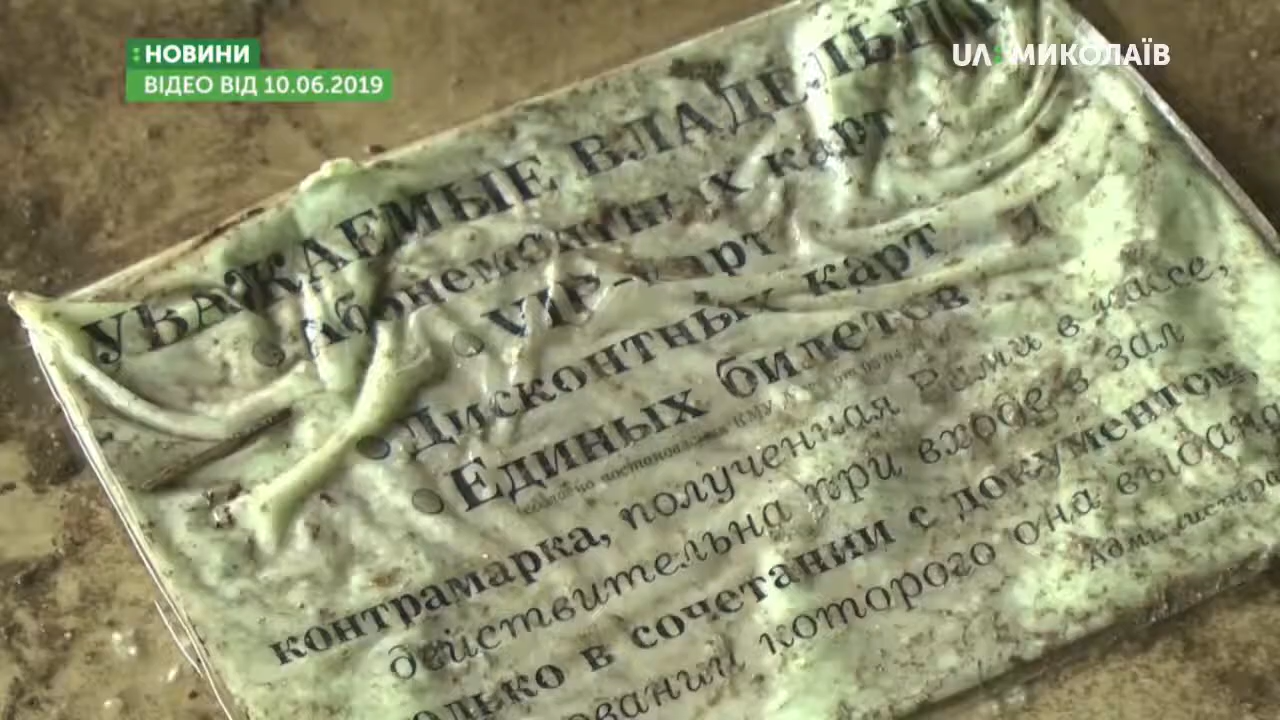 НОВИНИ
ВІДЕО ВІД 10.06.2019
UA: МИКОЛАЇВ
УВАЖАЕМЫЕ ВЛАДЕЛЬЦЫ
Абонементных карт
VIP-карт
Дисконтных карт
Единых билетов
контрамарка, полученная Вами в кассе,
действительна при входе в зал
только в сочетании с документом,
которого она выдана